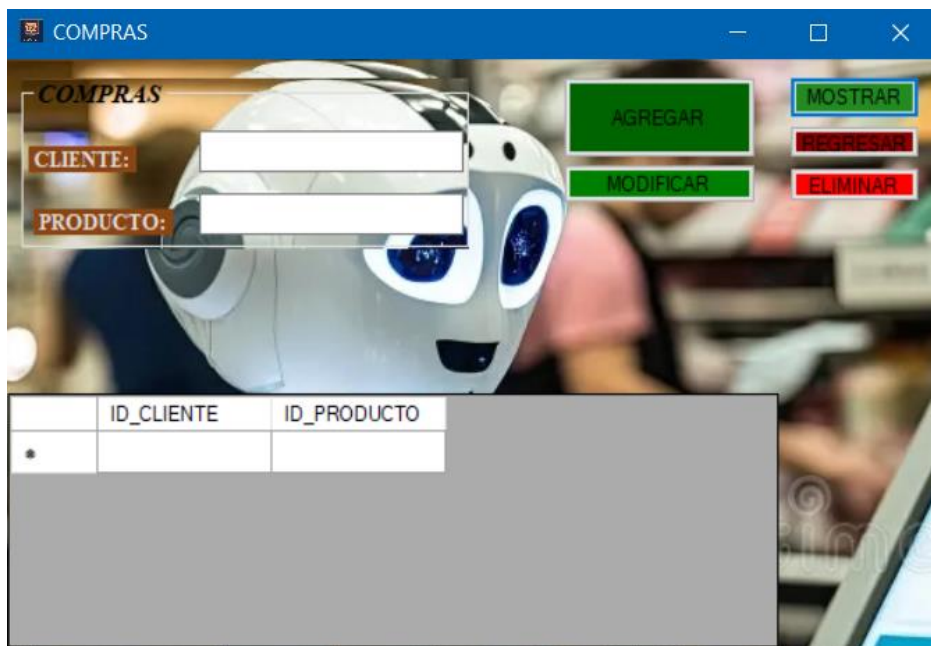 COMPRAS
COMPRAS
CLIENTE:
PRODUCTO:
AGREGAR
MODIFICAR
MOSTRAR
REGRESAR
ELIMINAR
ID_CLIENTE ID_PRODUCTO
*